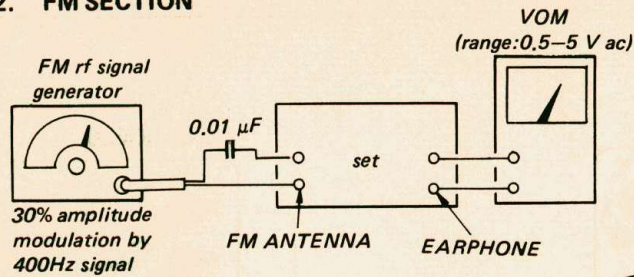 2. FM SECTION
VOM
(range:0.5—5 V ac)
FM rf signal
generator
0.01 µF
set
30% amplitude
modulation by
400Hz signal
FM ANTENNA
EARPHONE